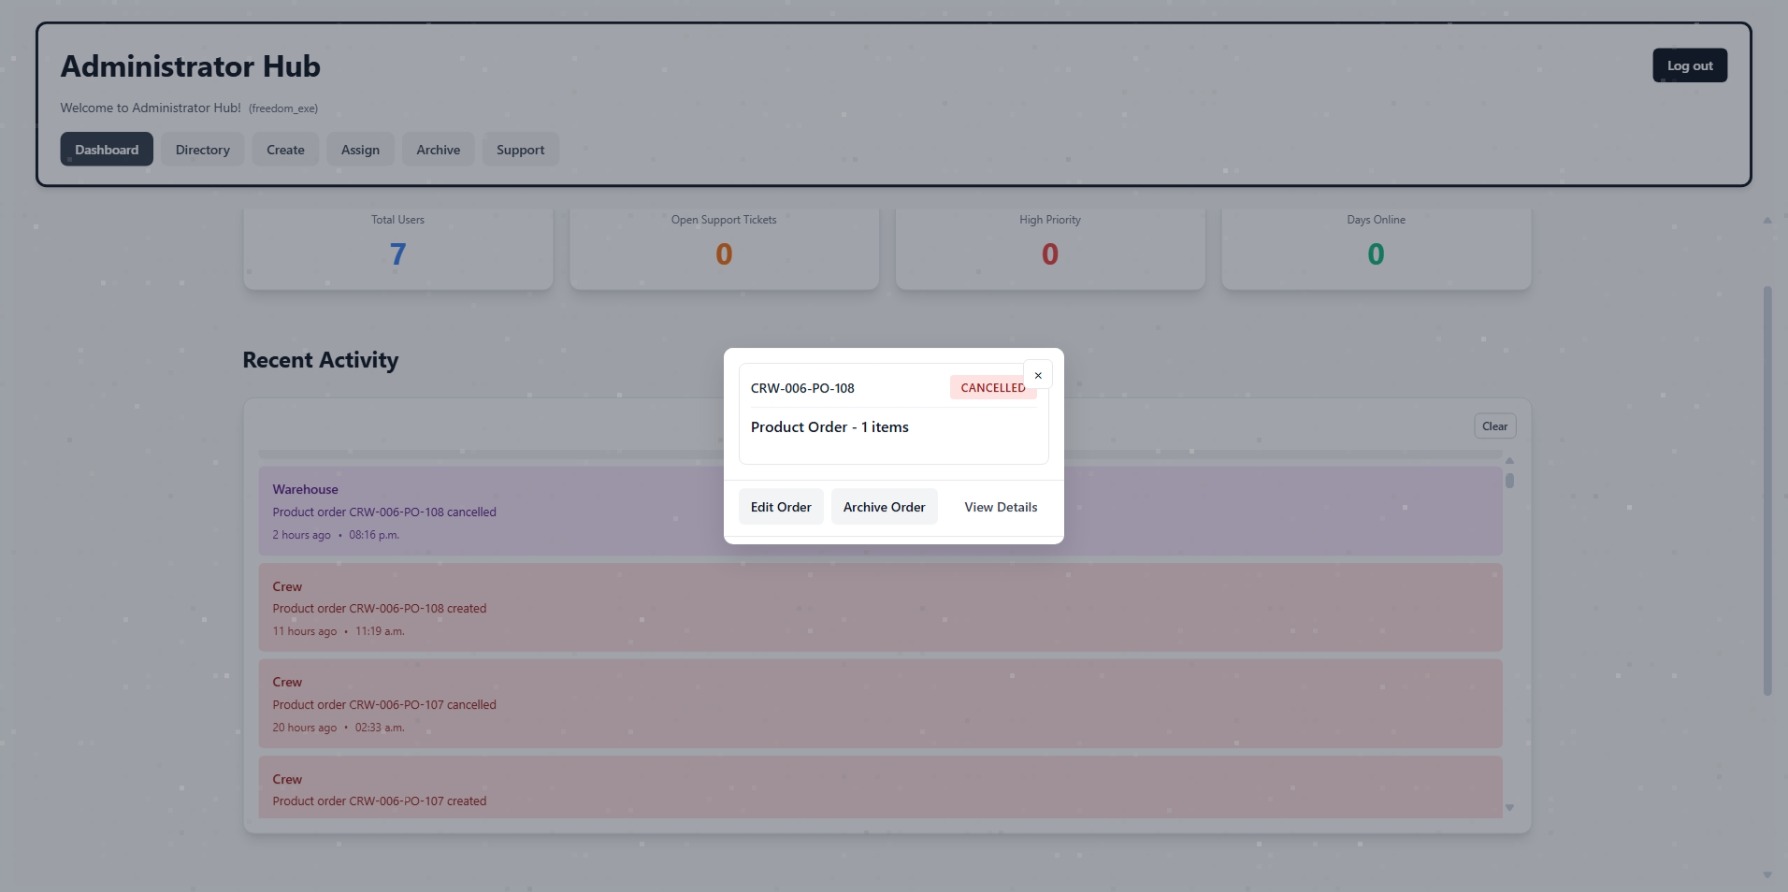 Administrator Hub
Log out
Welcome to Administrator Hub! (freedom_exe)
Dashboard
Directory
Create
Assign
Archive
Support
Total Users
7
Open Support Tickets
0
High Priority
0
Days Online
0
Recent Activity
Clear
CRW-006-PO-108
CANCELLED
×
Product Order - 1 items
Edit Order
Archive Order
View Details
Warehouse
Product order CRW-006-PO-108 cancelled
2 hours ago • 08:16 p.m.
Crew
Product order CRW-006-PO-108 created
11 hours ago • 11:19 a.m.
Crew
Product order CRW-006-PO-107 cancelled
20 hours ago • 02:33 a.m.
Crew
Product order CRW-006-PO-107 created